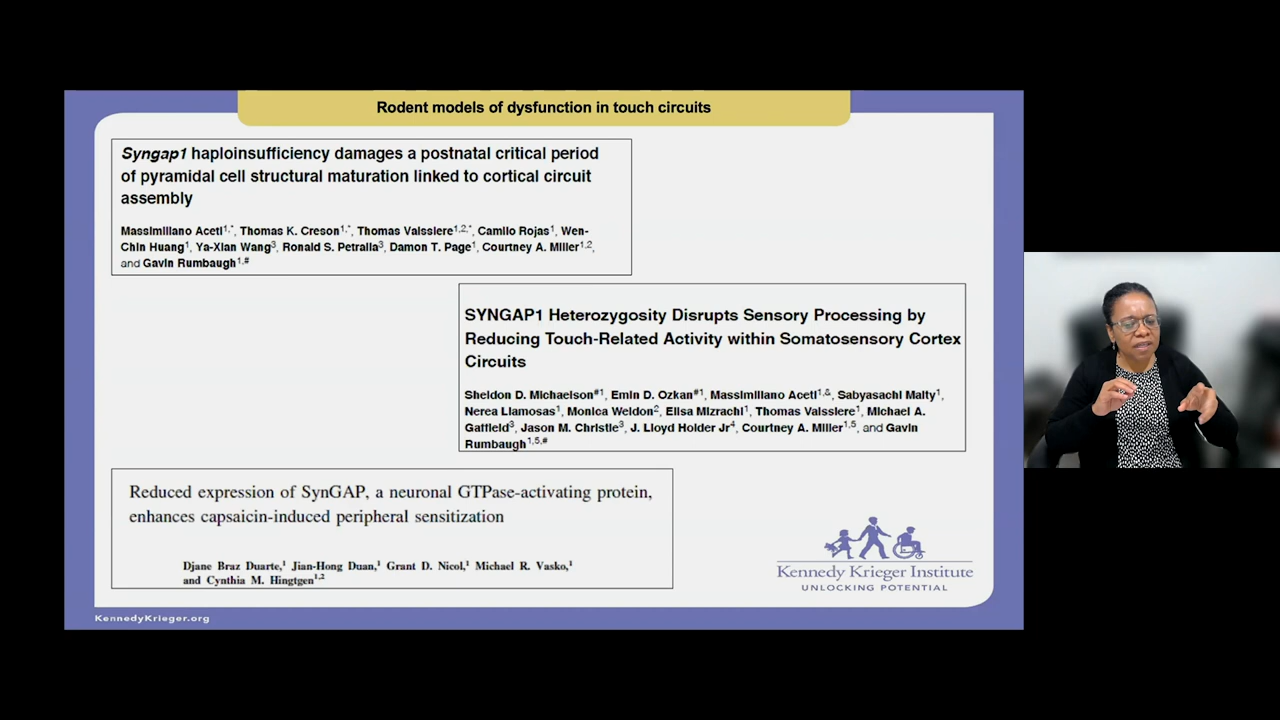 Rodent models of dysfunction in touch circuits
Syngap1 haploinsufficiency damages a postnatal critical period
of pyramidal cell structural maturation linked to cortical circuit
assembly
Massimiliano Aceti1,*, Thomas K. Creson1,*, Thomas Vaissiere1,2,*, Camilo Rojas1, Wen-
Chin Huang1, Ya-Xian Wang3, Ronald S. Petralia3, Damon T. Page1, Courtney A. Miller1,2,
and Gavin Rumbaugh1,#
SYNGAP1 Heterozygosity Disrupts Sensory Processing by
Reducing Touch-Related Activity within Somatosensory Cortex
Circuits
Sheldon D. Michaelson#1, Emin D. Ozkan#1, Massimiliano Aceti1,&, Sabyasachi Maity1,
Nerea Llamosas1, Monica Weldon2, Elisa Mizrachi1, Thomas Vaissiere1, Michael A.
Gaffield3, Jason M. Christie3, J. Lloyd Holder Jr4, Courtney A. Miller1,5, and Gavin
Rumbaugh1,5,#
Reduced expression of SynGAP, a neuronal GTPase-activating protein,
enhances capsaicin-induced peripheral sensitization
Djane Braz Duarte,1 Jian-Hong Duan,1 Grant D. Nicol,1 Michael R. Vasko,1
and Cynthia M. Hingtgen1,2
Kennedy Krieger Institute
UNLOCKING POTENTIAL
KennedyKrieger.org